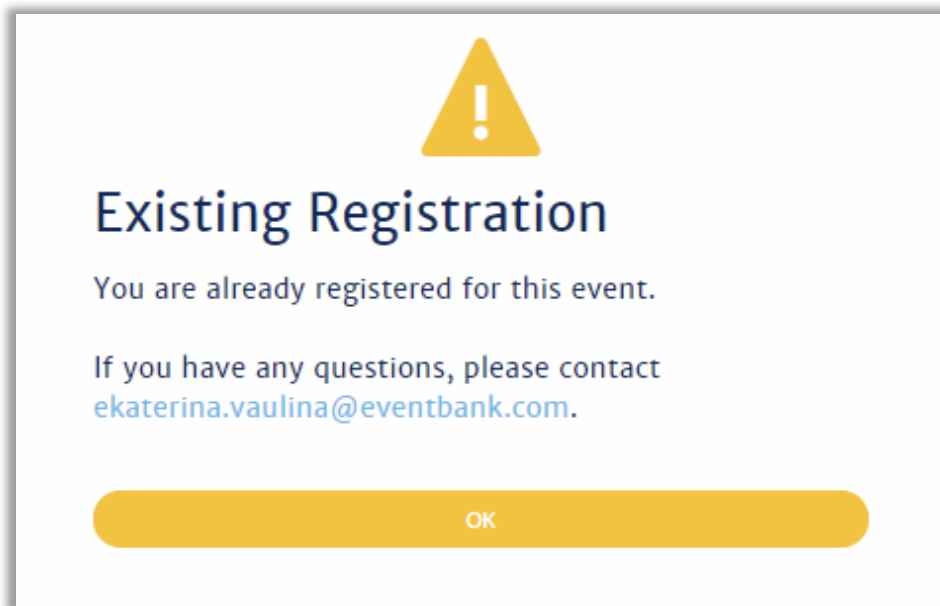 Existing Registration
You are already registered for this event.
If you have any questions, please contact
ekaterina.vaulina@eventbank.com.
OK